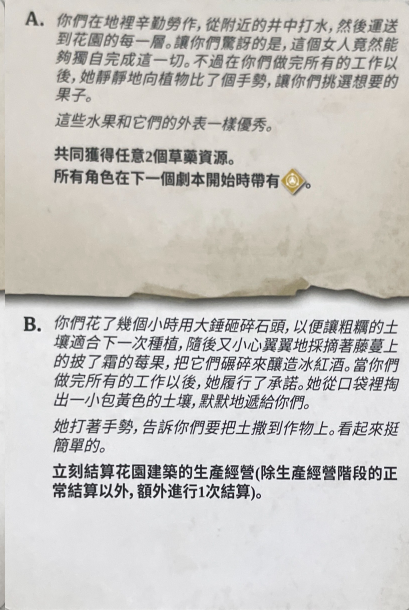 A. 你們在地裡辛勤勞作,從附近的井中打水,然後運送
到花園的每一層。讓你們驚訝的是,這個女人竟然能
夠獨自完成這一切。不過在你們做完所有的工作以
後,她靜靜地向植物比了個手勢,讓你們挑選想要的
果子。
這些水果和它們的外表一樣優秀。
共同獲得任意2個草藥資源。
所有角色在下一個劇本開始時帶有。
B. 你們花了幾個小時用大錘砸碎石頭,以便讓粗糲的土
壤適合下一次種植,隨後又小心翼翼地採摘著藤蔓上
的披了霜的莓果,把它們碾碎來釀造冰紅酒。當你們
做完所有的工作以後,她履行了承諾。她從口袋裡掏
出一小包黃色的土壤,默默地遞給你們。
她打著手勢,告訴你們要把土撒到作物上。看起來挺
簡單的。
立刻結算花園建築的生產經營(除生產經營階段的正
常結算以外,額外進行1次結算)。